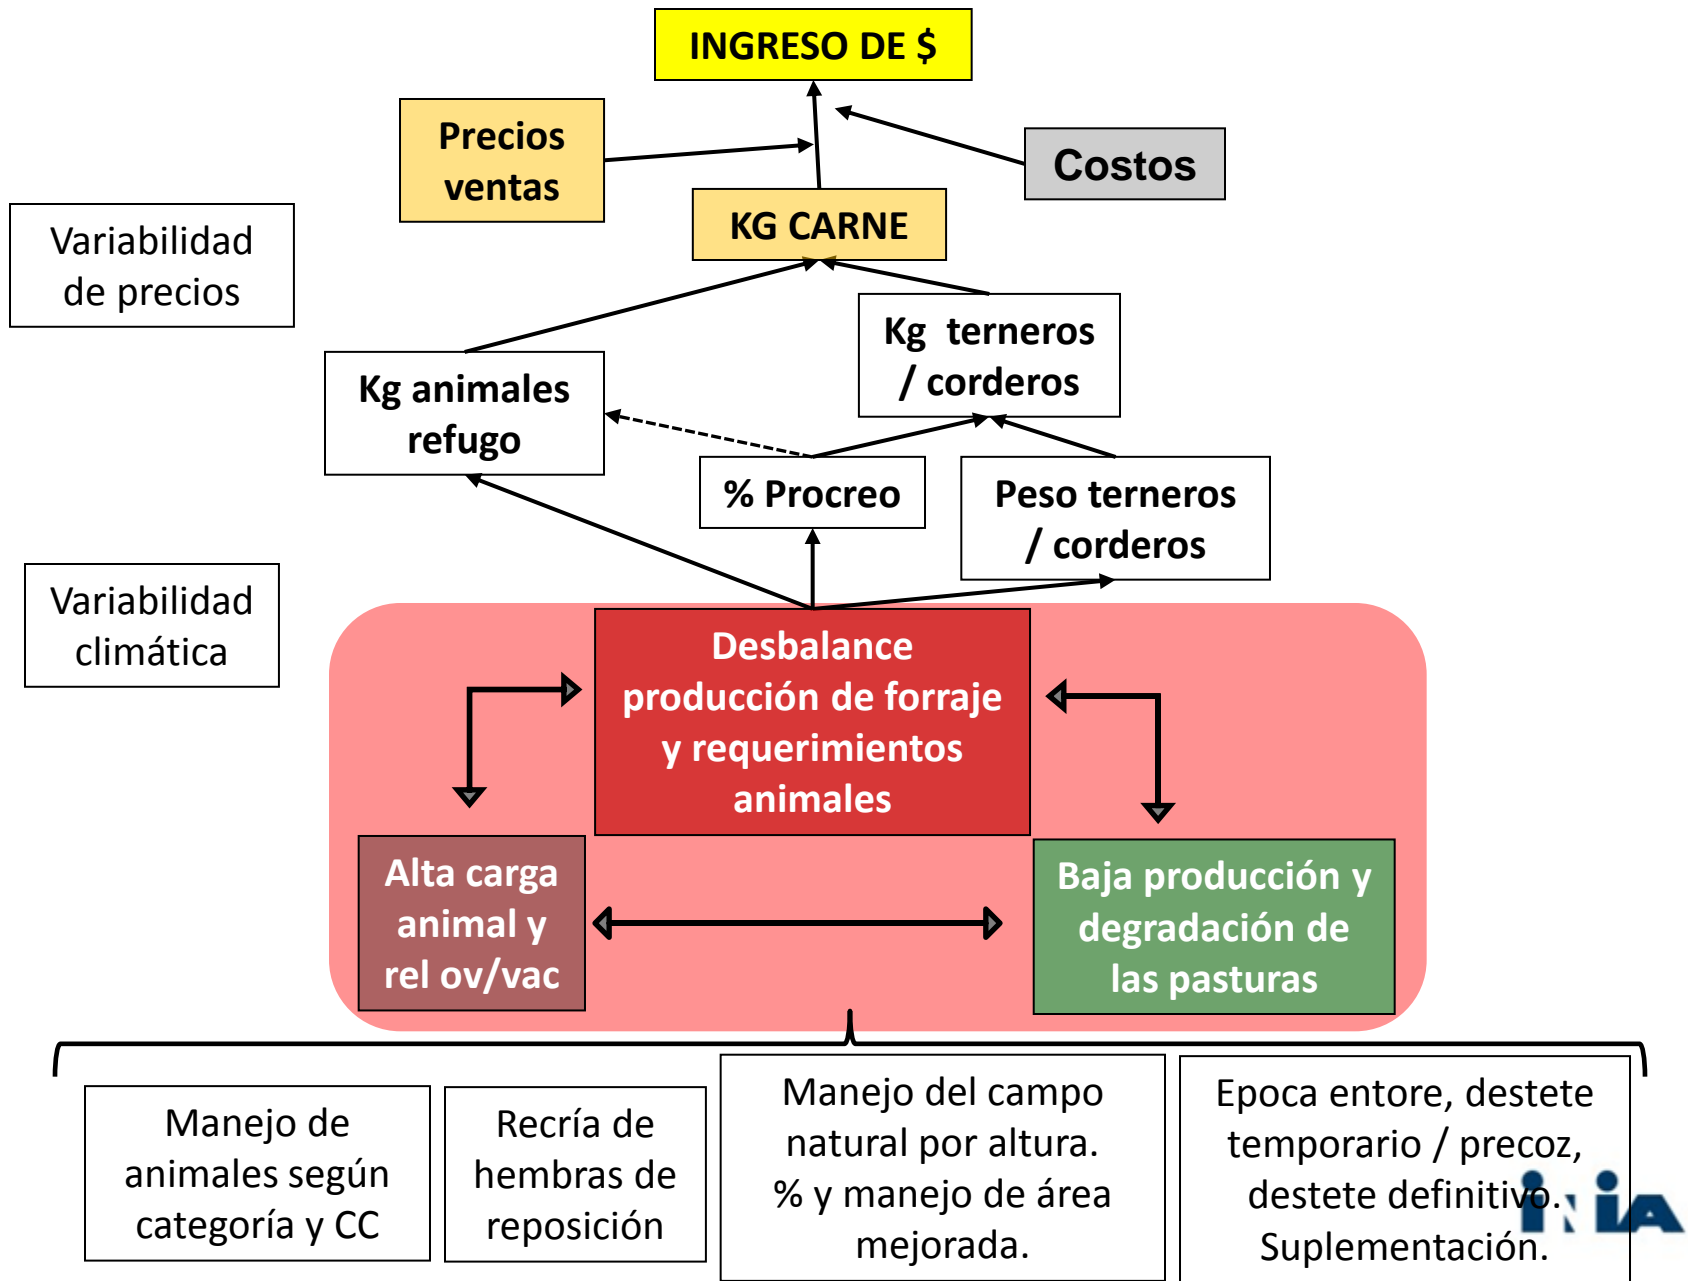 INGRESO DE $
Precios
ventas
Costos
KG CARNE
Variabilidad
de precios
Kg  terneros
/ corderos
Kg animales
refugo
% Procreo
Peso terneros
/ corderos
Variabilidad
climática
Desbalance
producción de forraje
y requerimientos
animales
Alta carga
animal y
rel ov/vac
Baja producción y
degradación de
las pasturas
Manejo de
animales según
categoría y CC
Recría de
hembras de
reposición
Manejo del campo
natural por altura.
% y manejo de área
mejorada.
Epoca entore, destete
temporario / precoz,
destete definitivo.
Suplementación.
iNiA